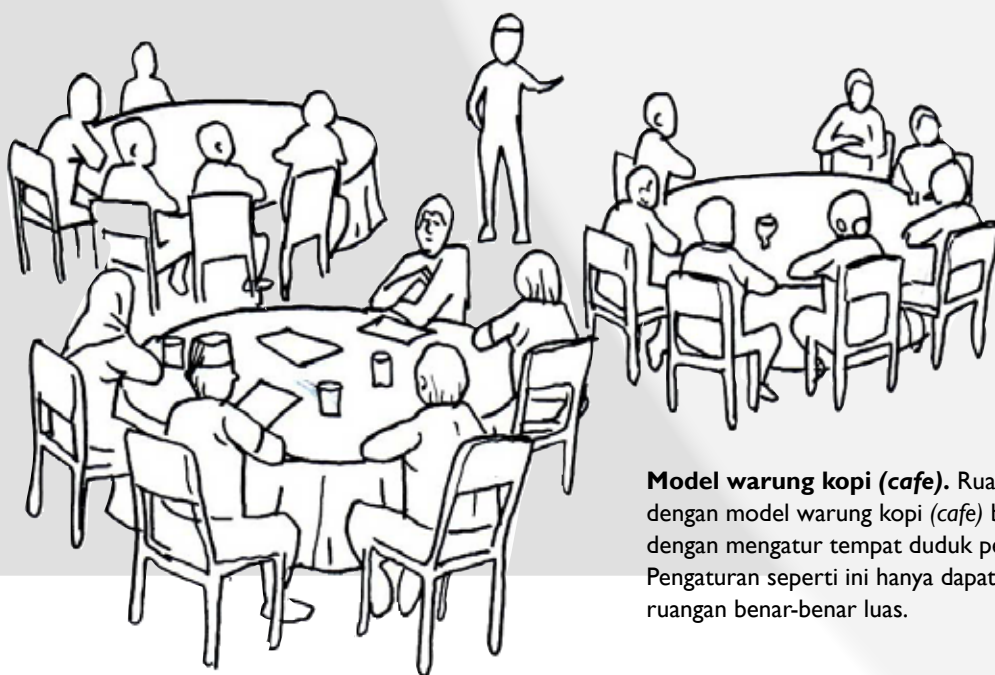 Model warung kopi (cafe).
dengan model warung kopi (cafe)
dengan mengatur tempat duduk
Pengaturan seperti ini hanya dapat
ruangan benar-benar luas.